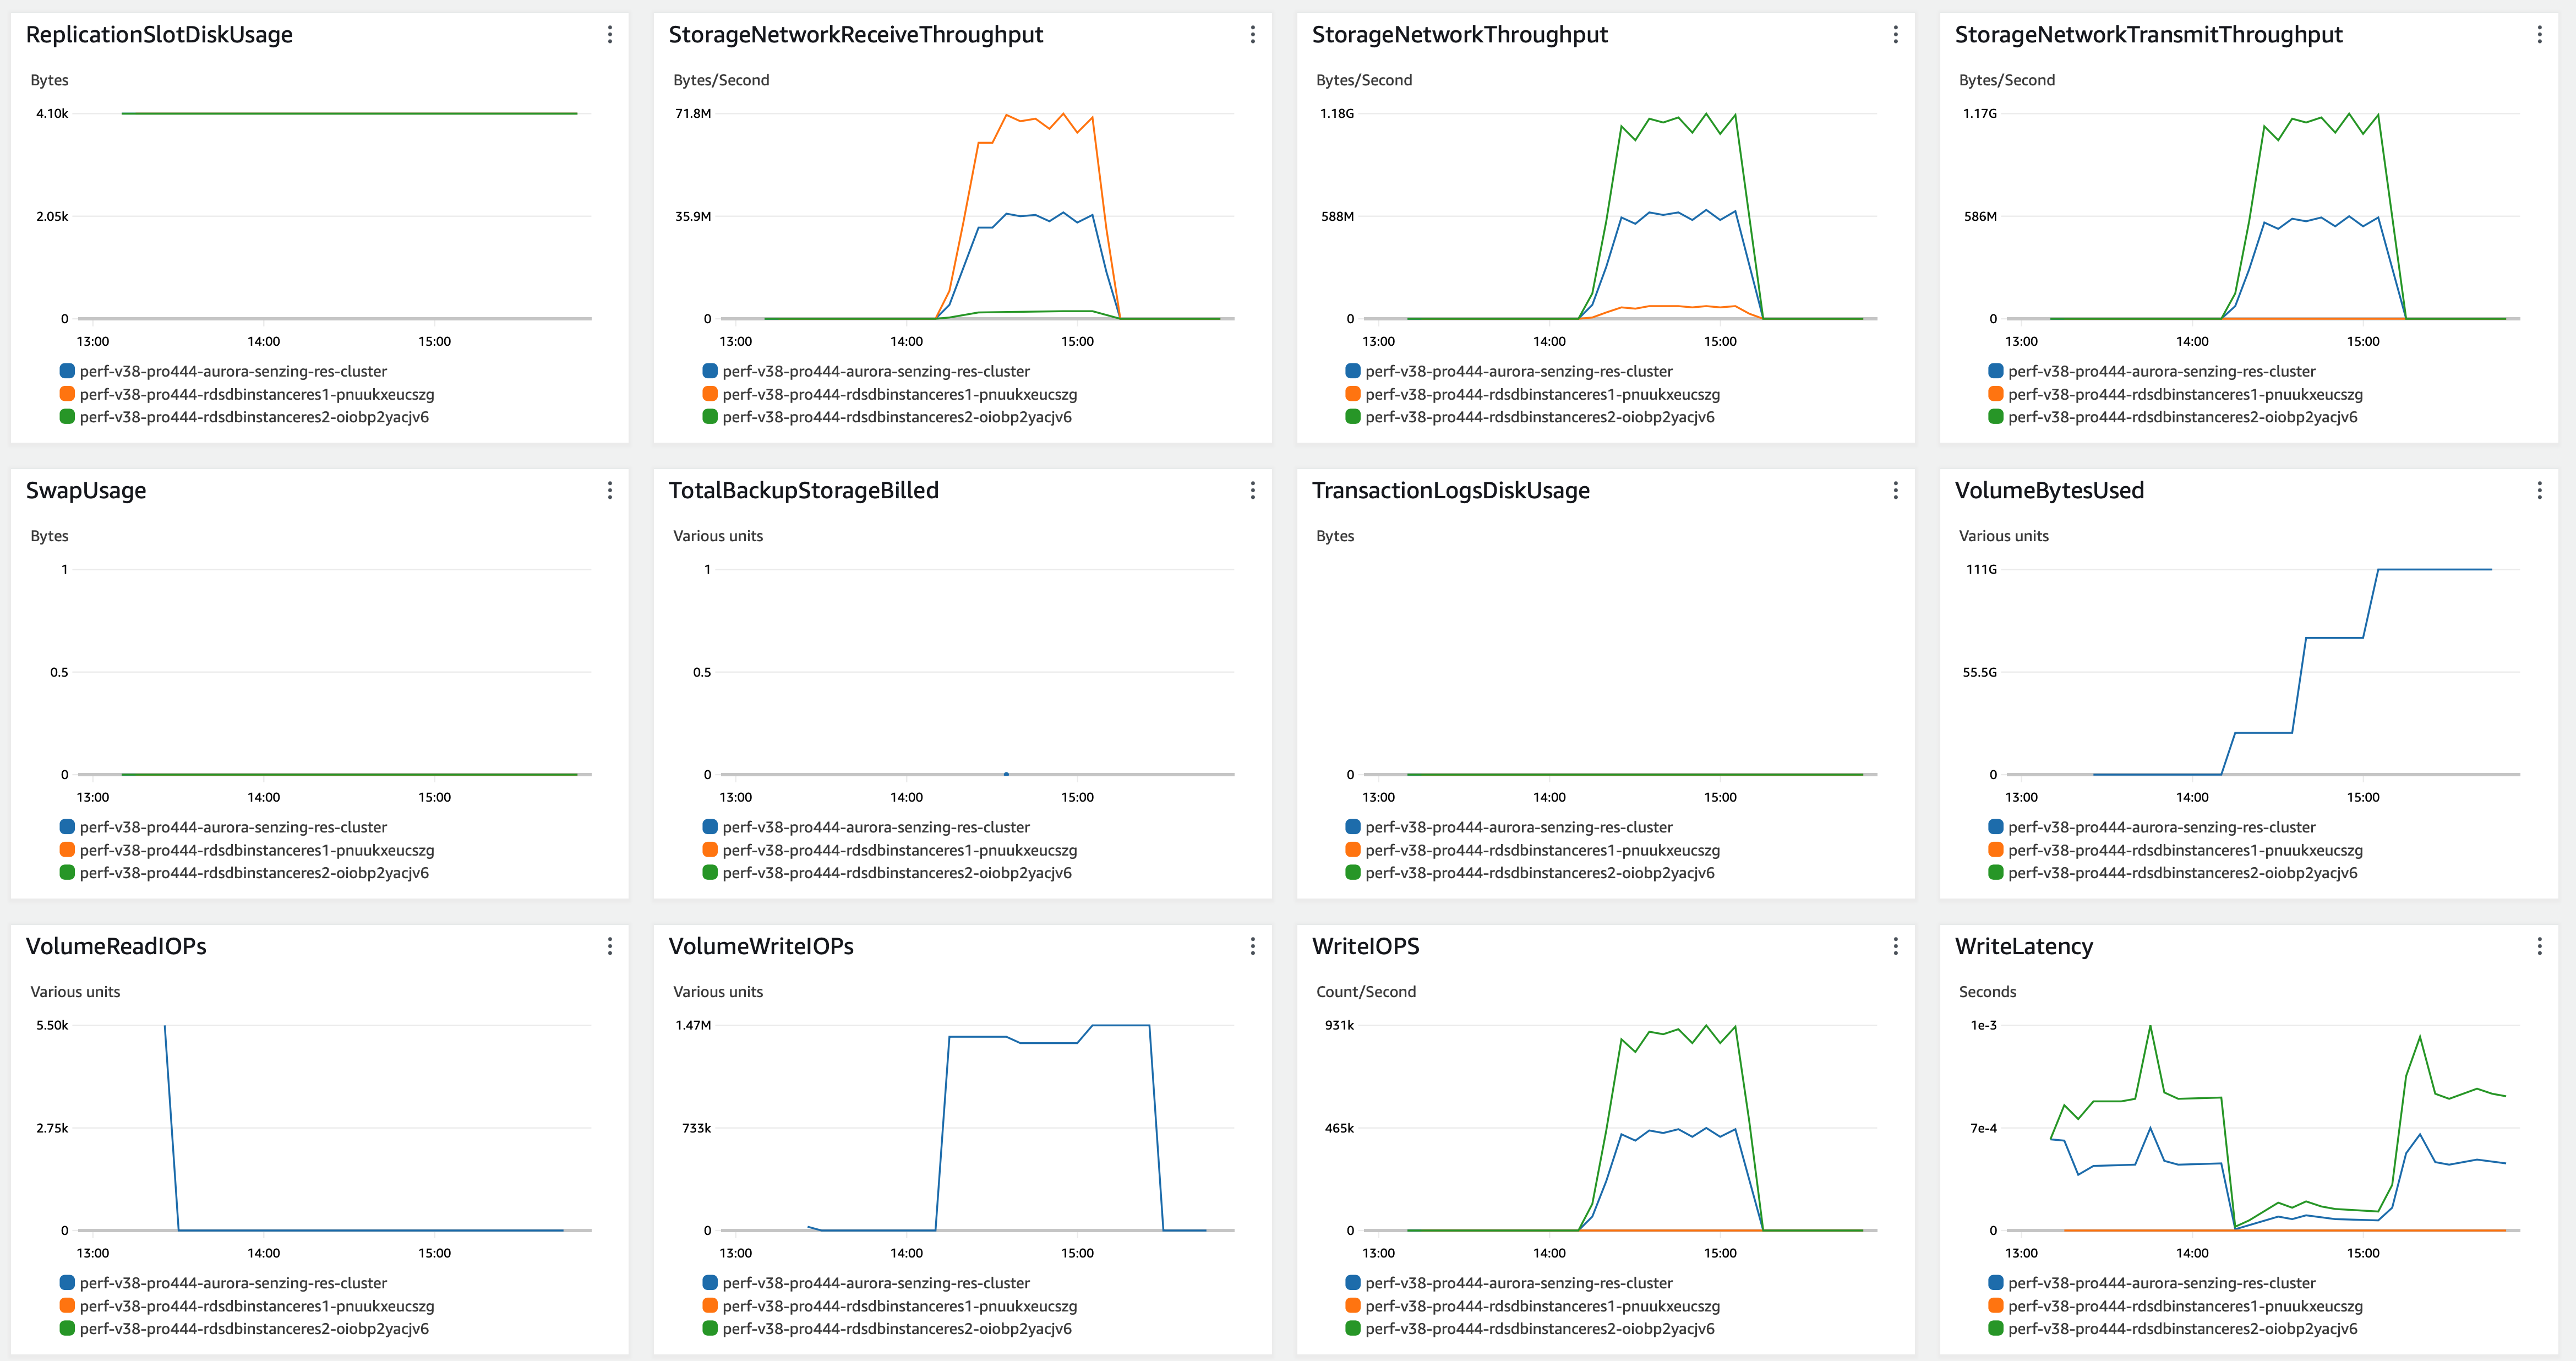 ReplicationSlotDiskUsage
Bytes
4.10k
2.05k
0
13:00 14:00 15:00
perf-v38-pro444-aurora-senzing-res-cluster
perf-v38-pro444-rdsdbinstanceres1-pnuukxeucszg
perf-v38-pro444-rdsdbinstanceres2-oiobp2yacjv6
StorageNetworkReceiveThroughput
Bytes/Second
71.8M
35.9M
0
13:00 14:00 15:00
perf-v38-pro444-aurora-senzing-res-cluster
perf-v38-pro444-rdsdbinstanceres1-pnuukxeucszg
perf-v38-pro444-rdsdbinstanceres2-oiobp2yacjv6
StorageNetworkThroughput
Bytes/Second
1.18G
588M
0
13:00 14:00 15:00
perf-v38-pro444-aurora-senzing-res-cluster
perf-v38-pro444-rdsdbinstanceres1-pnuukxeucszg
perf-v38-pro444-rdsdbinstanceres2-oiobp2yacjv6
StorageNetworkTransmitThroughput
Bytes/Second
1.17G
586M
0
13:00 14:00 15:00
perf-v38-pro444-aurora-senzing-res-cluster
perf-v38-pro444-rdsdbinstanceres1-pnuukxeucszg
perf-v38-pro444-rdsdbinstanceres2-oiobp2yacjv6
SwapUsage
Bytes
1
0.5
0
13:00 14:00 15:00
perf-v38-pro444-aurora-senzing-res-cluster
perf-v38-pro444-rdsdbinstanceres1-pnuukxeucszg
perf-v38-pro444-rdsdbinstanceres2-oiobp2yacjv6
TotalBackupStorageBilled
Various units
1
0.5
0
13:00 14:00 15:00
perf-v38-pro444-aurora-senzing-res-cluster
perf-v38-pro444-rdsdbinstanceres1-pnuukxeucszg
perf-v38-pro444-rdsdbinstanceres2-oiobp2yacjv6
TransactionLogsDiskUsage
Bytes
0
13:00 14:00 15:00
perf-v38-pro444-aurora-senzing-res-cluster
perf-v38-pro444-rdsdbinstanceres1-pnuukxeucszg
perf-v38-pro444-rdsdbinstanceres2-oiobp2yacjv6
VolumeBytesUsed
Various units
111G
55.5G
0
13:00 14:00 15:00
perf-v38-pro444-aurora-senzing-res-cluster
perf-v38-pro444-rdsdbinstanceres1-pnuukxeucszg
perf-v38-pro444-rdsdbinstanceres2-oiobp2yacjv6
VolumeReadIOPs
Various units
5.50k
2.75k
0
13:00 14:00 15:00
perf-v38-pro444-aurora-senzing-res-cluster
perf-v38-pro444-rdsdbinstanceres1-pnuukxeucszg
perf-v38-pro444-rdsdbinstanceres2-oiobp2yacjv6
VolumeWriteIOPs
Various units
1.47M
733k
0
13:00 14:00 15:00
perf-v38-pro444-aurora-senzing-res-cluster
perf-v38-pro444-rdsdbinstanceres1-pnuukxeucszg
perf-v38-pro444-rdsdbinstanceres2-oiobp2yacjv6
WriteIOPS
Count/Second
931k
465k
0
13:00 14:00 15:00
perf-v38-pro444-aurora-senzing-res-cluster
perf-v38-pro444-rdsdbinstanceres1-pnuukxeucszg
perf-v38-pro444-rdsdbinstanceres2-oiobp2yacjv6
WriteLatency
Seconds
1e-3
7e-4
0
13:00 14:00 15:00
perf-v38-pro444-aurora-senzing-res-cluster
perf-v38-pro444-rdsdbinstanceres1-pnuukxeucszg
perf-v38-pro444-rdsdbinstanceres2-oiobp2yacjv6